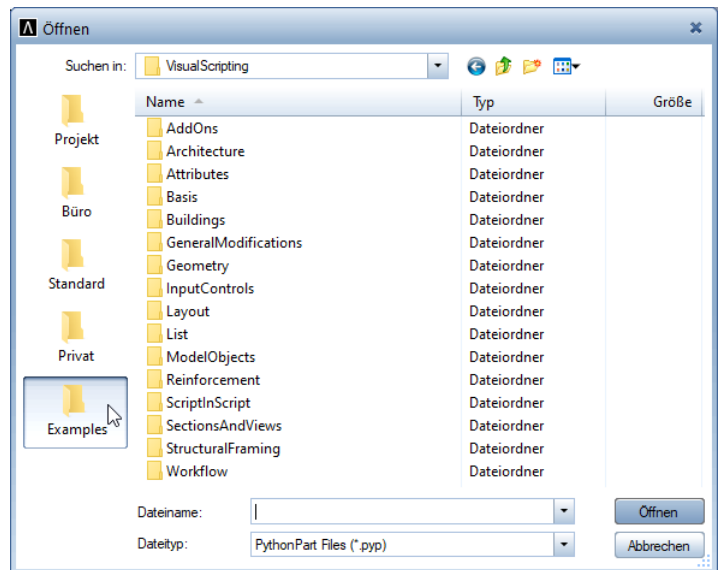 Öffnen
Suchen in: VisualScripting
Name Typ Größe
AddOns Dateiordner
Architecture Dateiordner
Attributes Dateiordner
Basis Dateiordner
Buildings Dateiordner
GeneralModifications Dateiordner
Geometry Dateiordner
InputControls Dateiordner
Layout Dateiordner
List Dateiordner
ModelObjects Dateiordner
Reinforcement Dateiordner
ScriptInScript Dateiordner
SectionsAndViews Dateiordner
StructuralFraming Dateiordner
Workflow Dateiordner
Projekt
Büro
Standard
Privat
Examples
Dateiname: Öffnen
Dateityp: PythonPart Files (*.pyp) Abbrechen